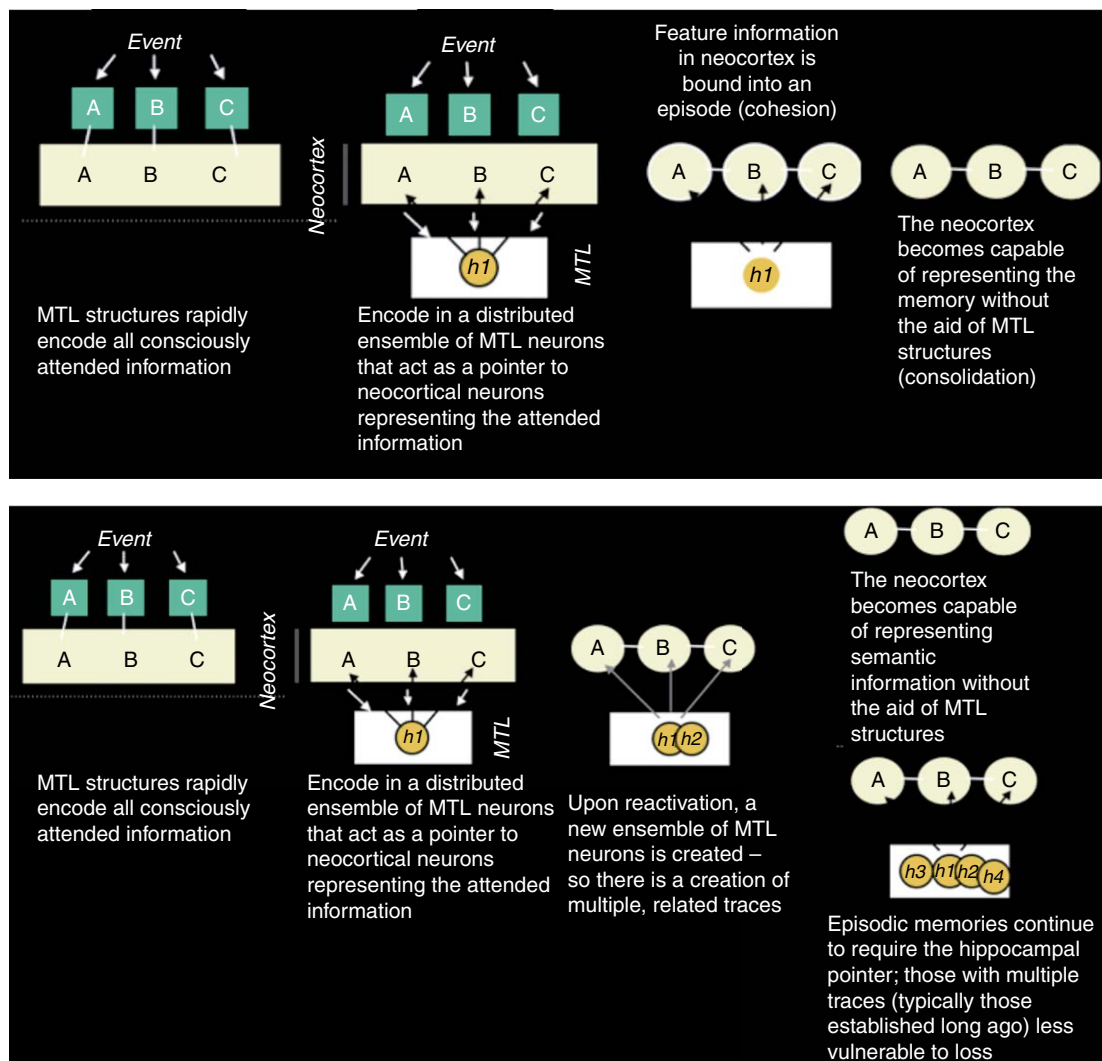 Event
A B C
A B C
MTL structures rapidly
encode all consciously
attended information
Neocortex
Event
A B C
A B C
h1
MTL
Encode in a distributed
ensemble of MTL neurons
that act as a pointer to
neocortical neurons
representing the attended
information
Feature information
in neocortex is
bound into an
episode (cohesion)
A B C
h1
A B C
The neocortex
becomes capable
of representing the
memory without
the aid of MTL
structures
(consolidation)
Event
A B C
A B C
MTL structures rapidly
encode all consciously
attended information
Neocortex
Event
A B C
A B C
h1
MTL
Encode in a distributed
ensemble of MTL neurons
that act as a pointer to
neocortical neurons
representing the attended
information
A B C
h1 h2
Upon reactivation, a
new ensemble of MTL
neurons is created –
so there is a creation of
multiple, related traces
A B C
The neocortex
becomes capable
of representing
semantic
information without
the aid of MTL
structures
A B C
h3 h1 h2 h4
Episodic memories continue
to require the hippocampal
pointer; those with multiple
traces (typically those
established long ago) less
vulnerable to loss